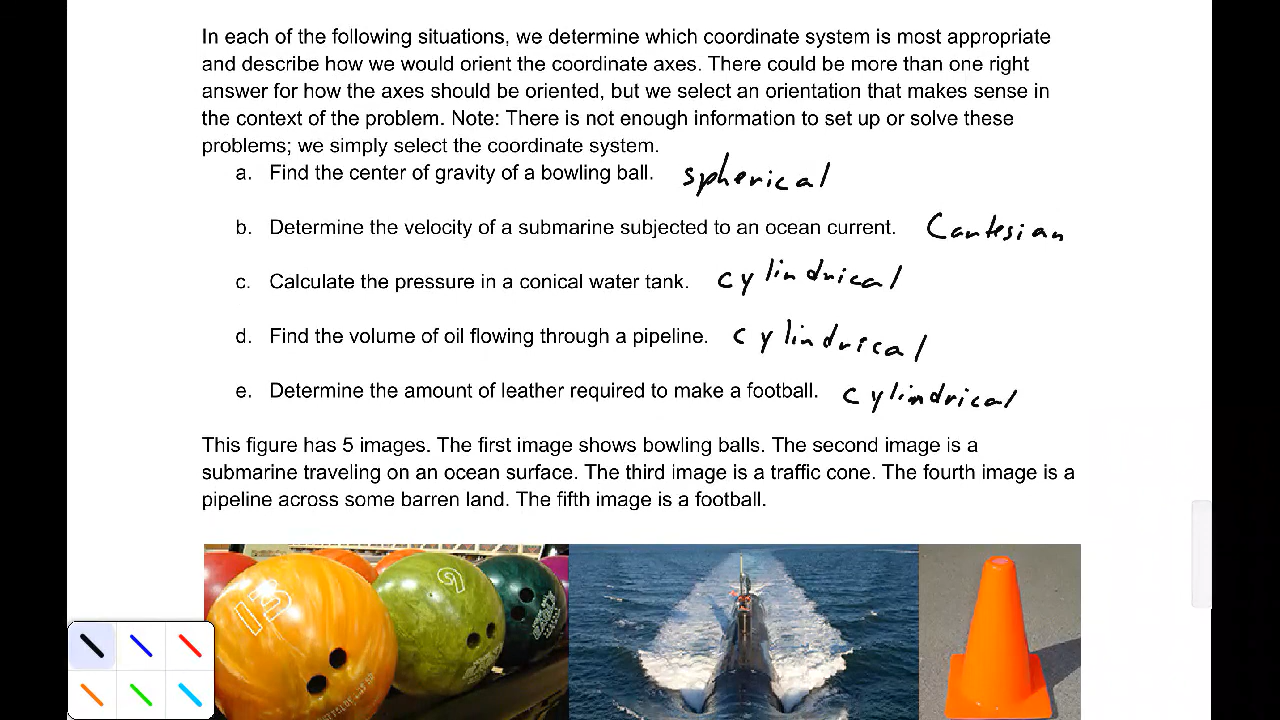 In each of the following situations, we determine which coordinate system is most appropriate
and describe how we would orient the coordinate axes. There could be more than one right
answer for how the axes should be oriented, but we select an orientation that makes sense in
the context of the problem. Note: There is not enough information to set up or solve these
problems; we simply select the coordinate system.
a. Find the center of gravity of a bowling ball. spherical
b. Determine the velocity of a submarine subjected to an ocean current. Cartesian
c. Calculate the pressure in a conical water tank. cylindrical
d. Find the volume of oil flowing through a pipeline. cylindrical
e. Determine the amount of leather required to make a football. cylindrical
This figure has 5 images. The first image shows bowling balls. The second image is a
submarine traveling on an ocean surface. The third image is a traffic cone. The fourth image is a
pipeline across some barren land. The fifth image is a football.
13
9